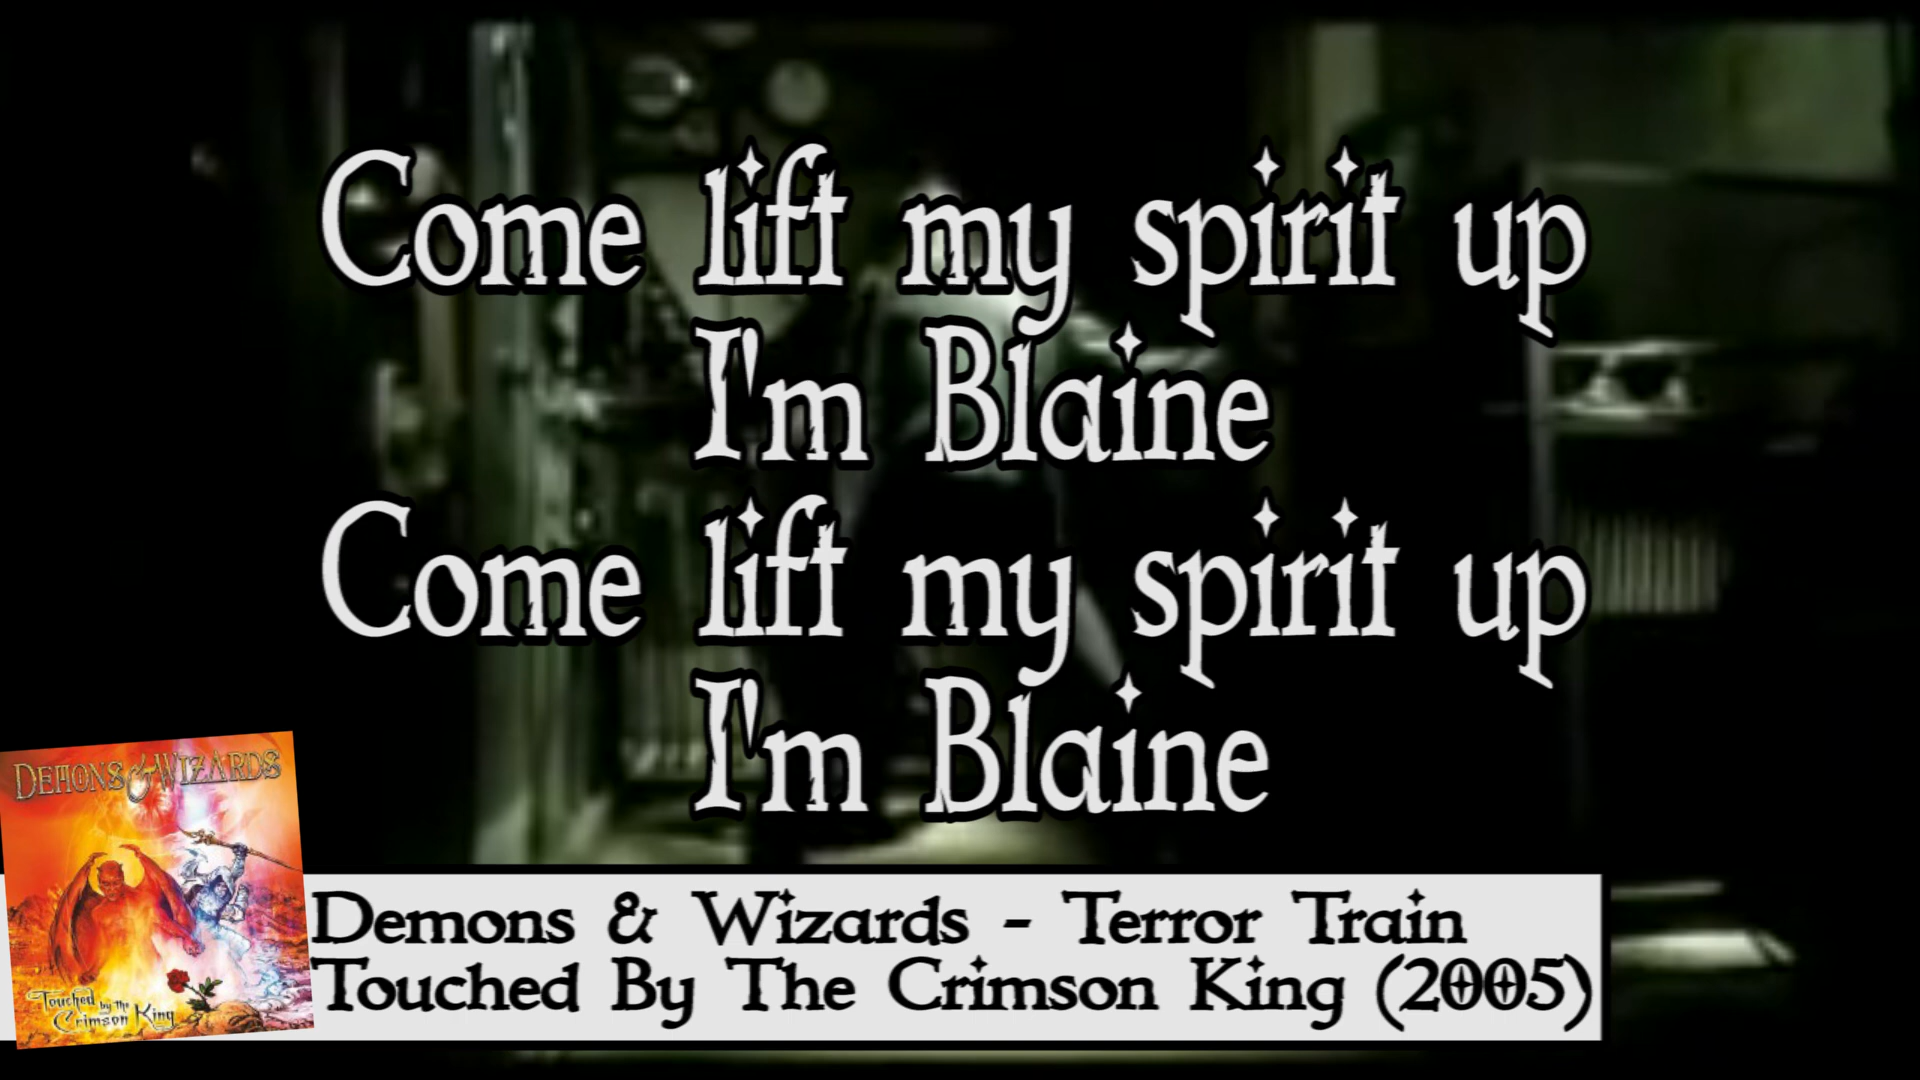 Come lift my spirit up
I'm Blaine
Come lift my spirit up
I'm Blaine
DEMONS & WIZARDS
Touched by the
Crimson King
Demons & Wizards - Terror Train
Touched By The Crimson King (2005)